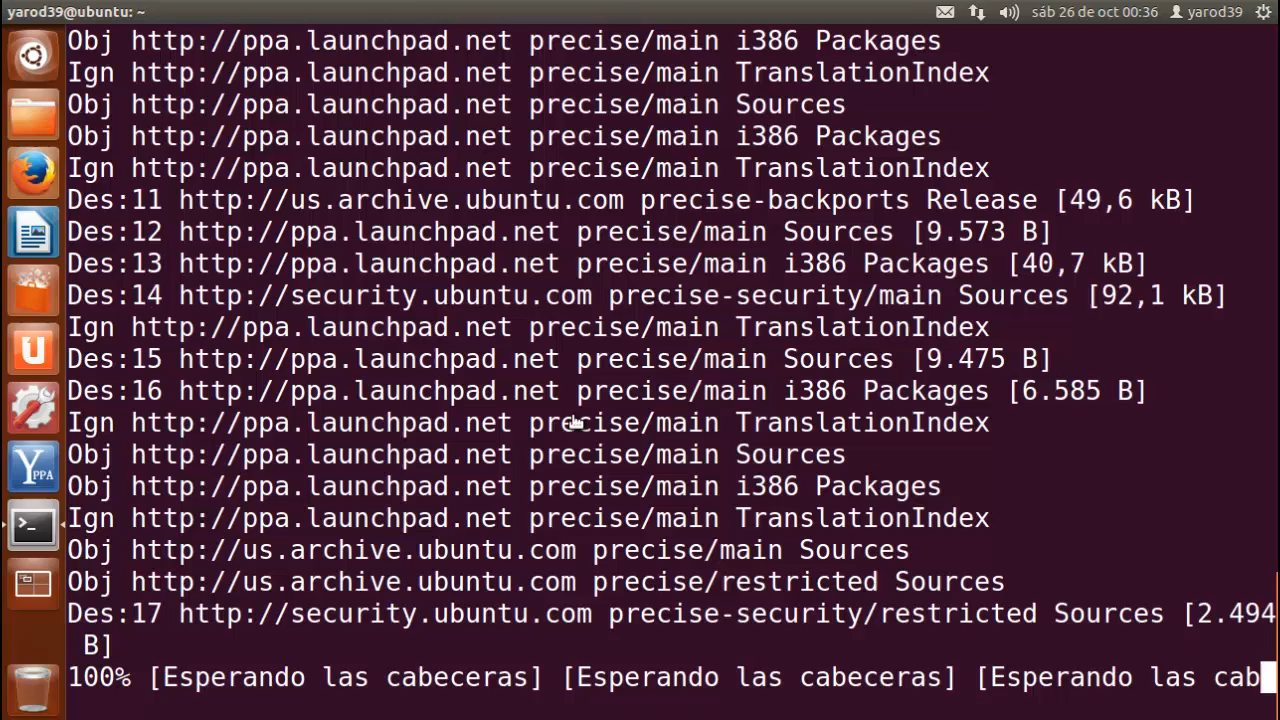 yarod39@ubuntu: ~
sáb 26 de oct 00:36
yarod39
Obj http://ppa.launchpad.net precise/main i386 Packages
Ign http://ppa.launchpad.net precise/main TranslationIndex
Obj http://ppa.launchpad.net precise/main Sources
Obj http://ppa.launchpad.net precise/main i386 Packages
Ign http://ppa.launchpad.net precise/main TranslationIndex
Des:11 http://us.archive.ubuntu.com precise-backports Release [49,6 kB]
Des:12 http://ppa.launchpad.net precise/main Sources [9.573 B]
Des:13 http://ppa.launchpad.net precise/main i386 Packages [40,7 kB]
Des:14 http://security.ubuntu.com precise-security/main Sources [92,1 kB]
Ign http://ppa.launchpad.net precise/main TranslationIndex
Des:15 http://ppa.launchpad.net precise/main Sources [9.475 B]
Des:16 http://ppa.launchpad.net precise/main i386 Packages [6.585 B]
Ign http://ppa.launchpad.net precise/main TranslationIndex
Obj http://ppa.launchpad.net precise/main Sources
Obj http://ppa.launchpad.net precise/main i386 Packages
Ign http://ppa.launchpad.net precise/main TranslationIndex
Obj http://us.archive.ubuntu.com precise/main Sources
Obj http://us.archive.ubuntu.com precise/restricted Sources
Des:17 http://security.ubuntu.com precise-security/restricted Sources [2.494
B]
100% [Esperando las cabeceras] [Esperando las cabeceras] [Esperando las cab
Y PPA